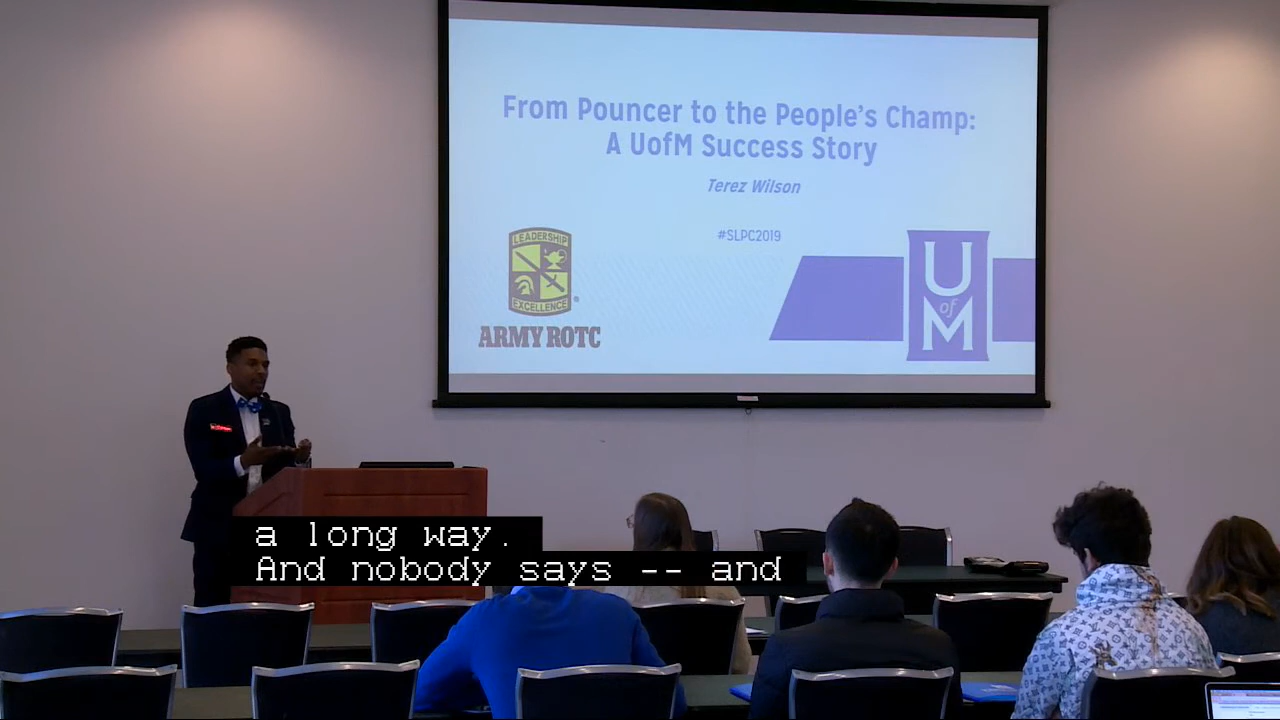 From Pouncer to the People's Champ:
A UofM Success Story
Terez Wilson
#SLPC2019
LEADERSHIP
EXCELLENCE
®
ARMY ROTC
U
of
M
a long way.
And nobody says -- and